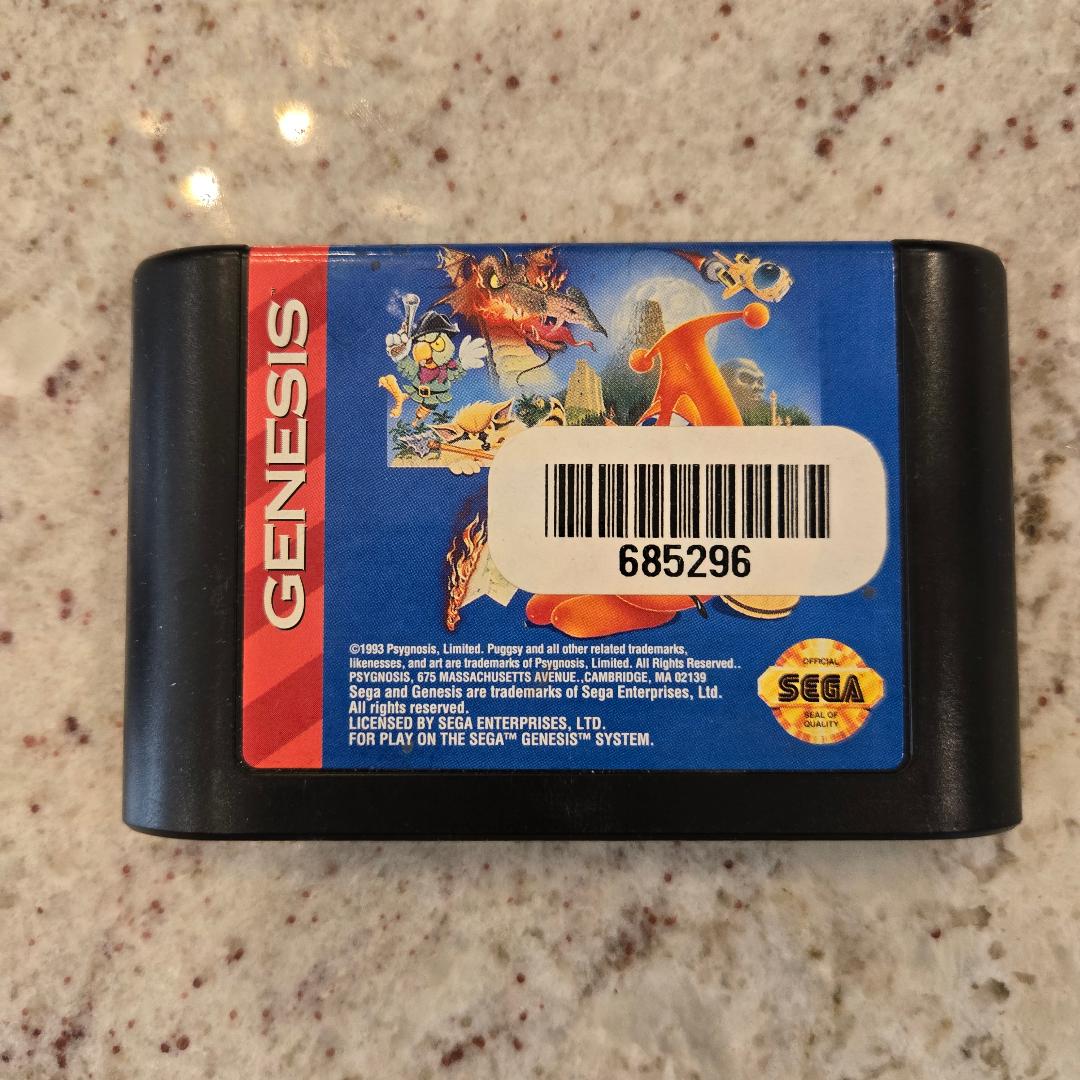 GENESIS
685296
©1993 Psygnosis, Limited. Puggsy and all other related trademarks,
likenesses, and art are trademarks of Psygnosis, Limited. All Rights Reserved..
PSYGNOSIS, 675 MASSACHUSETTS AVENUE.,CAMBRIDGE, MA 02139
Sega and Genesis are trademarks of Sega Enterprises, Ltd.
All rights reserved.
LICENSED BY SEGA ENTERPRISES, LTD.
FOR PLAY ON THE SEGA™ GENESIS™ SYSTEM.
OFFICIAL
SEGA
SEAL OF
QUALITY